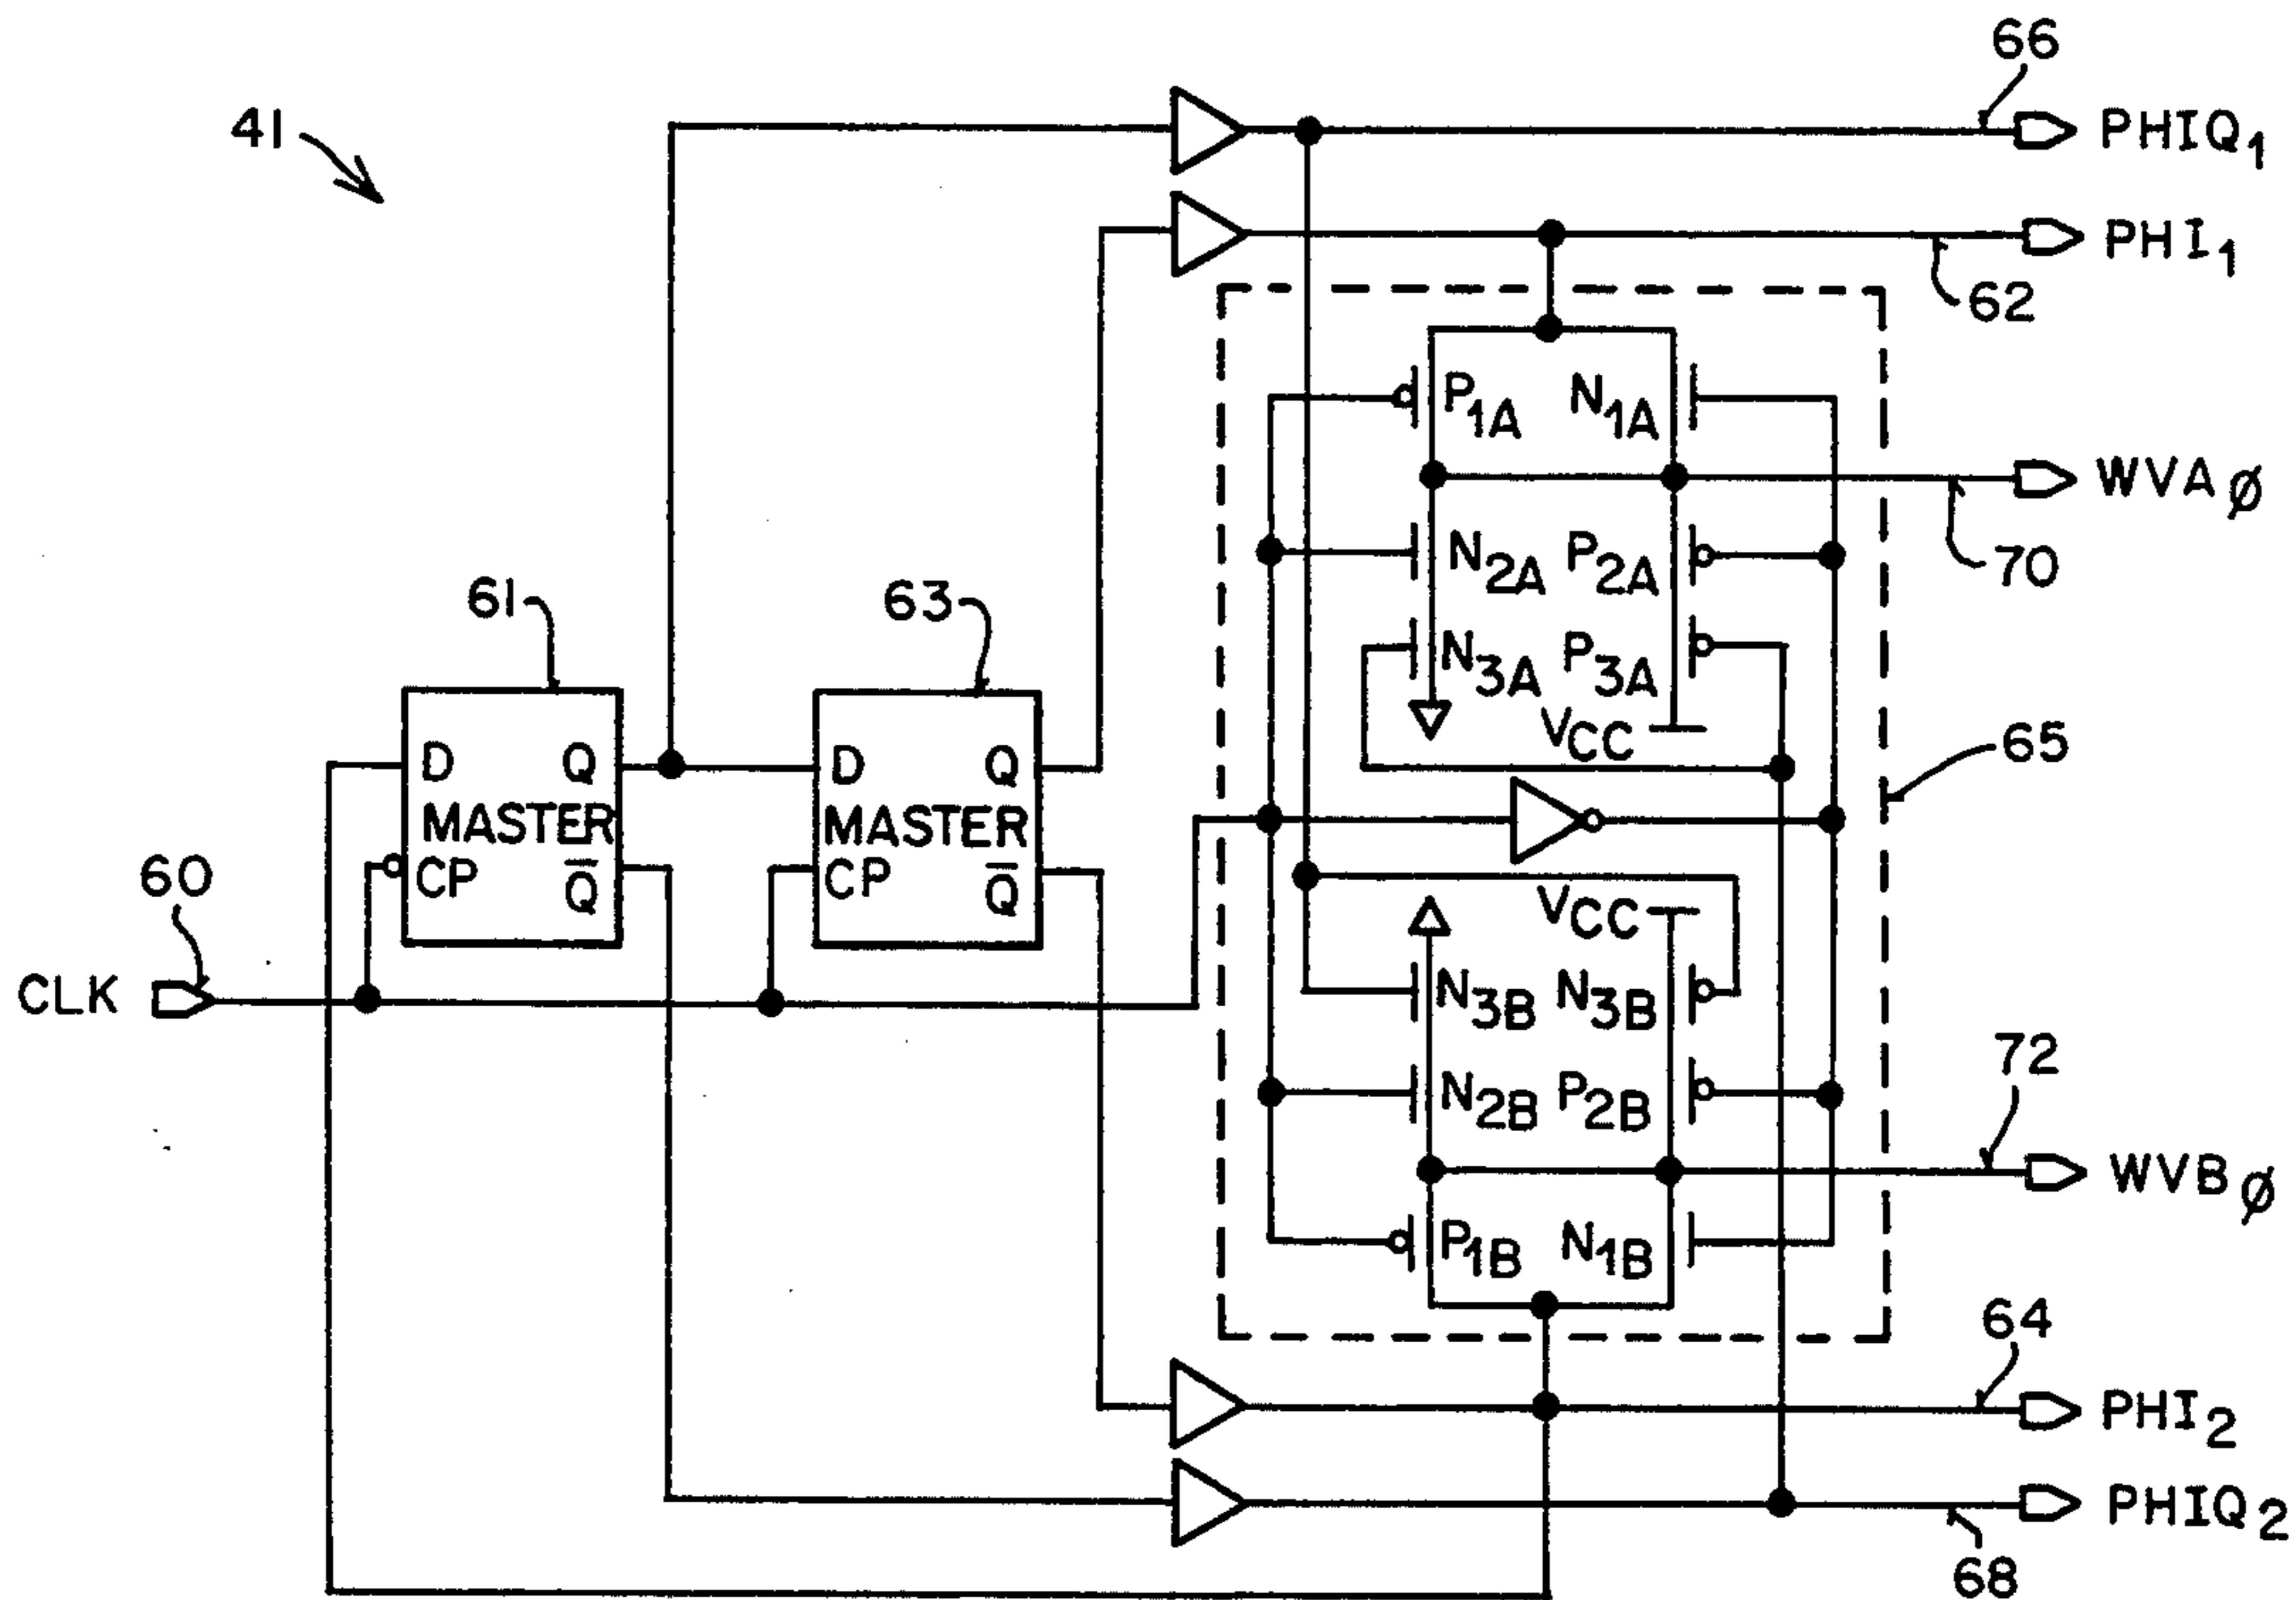 66
41
PHIQ1
PHI1
62
P1A N1A
WVAØ
N2A P2A
70
61
63
N3A P3A
VCC
65
D Q
D Q
MASTER
MASTER
CP Q̅
CP Q̅
60
CLK
VCC
N3B N3B
72
N2B P2B
WVBØ
P1B N1B
64
PHI2
PHIQ2
68